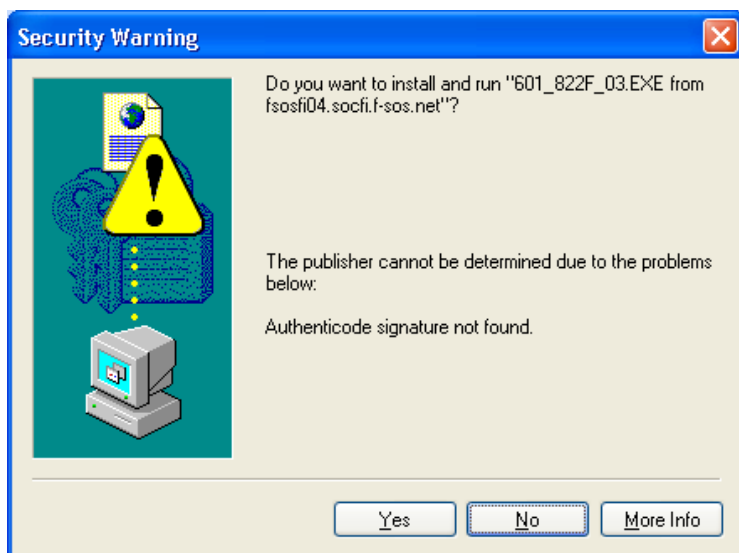 Security Warning
Do you want to install and run "601_822F_03.EXE from
fsosfi04.socfi.f-sos.net"?
The publisher cannot be determined due to the problems
below:
Authenticode signature not found.
Yes
No
More Info